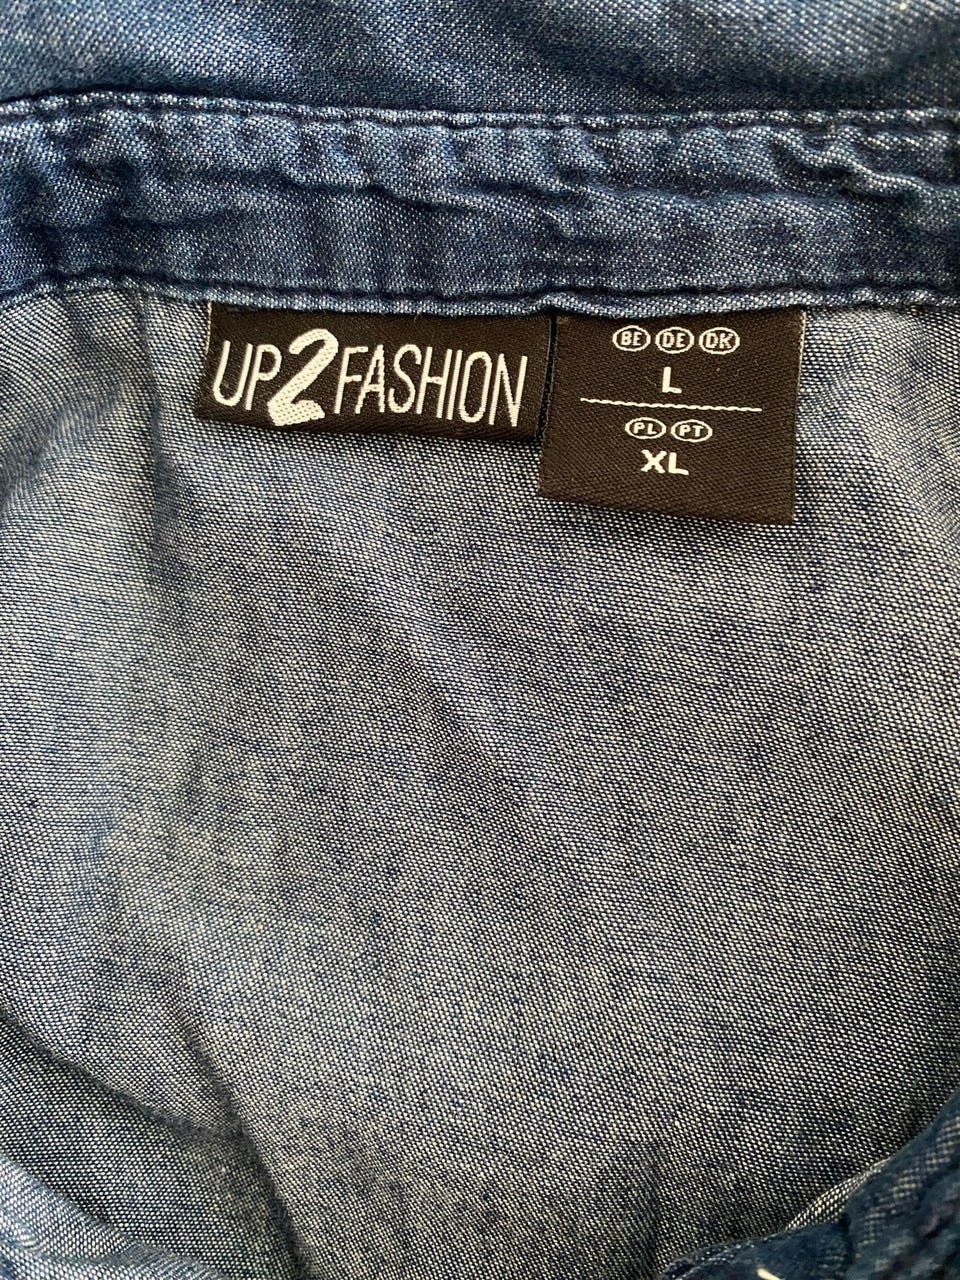 UP2FASHION
BE DE DK
L
PL PT
XL